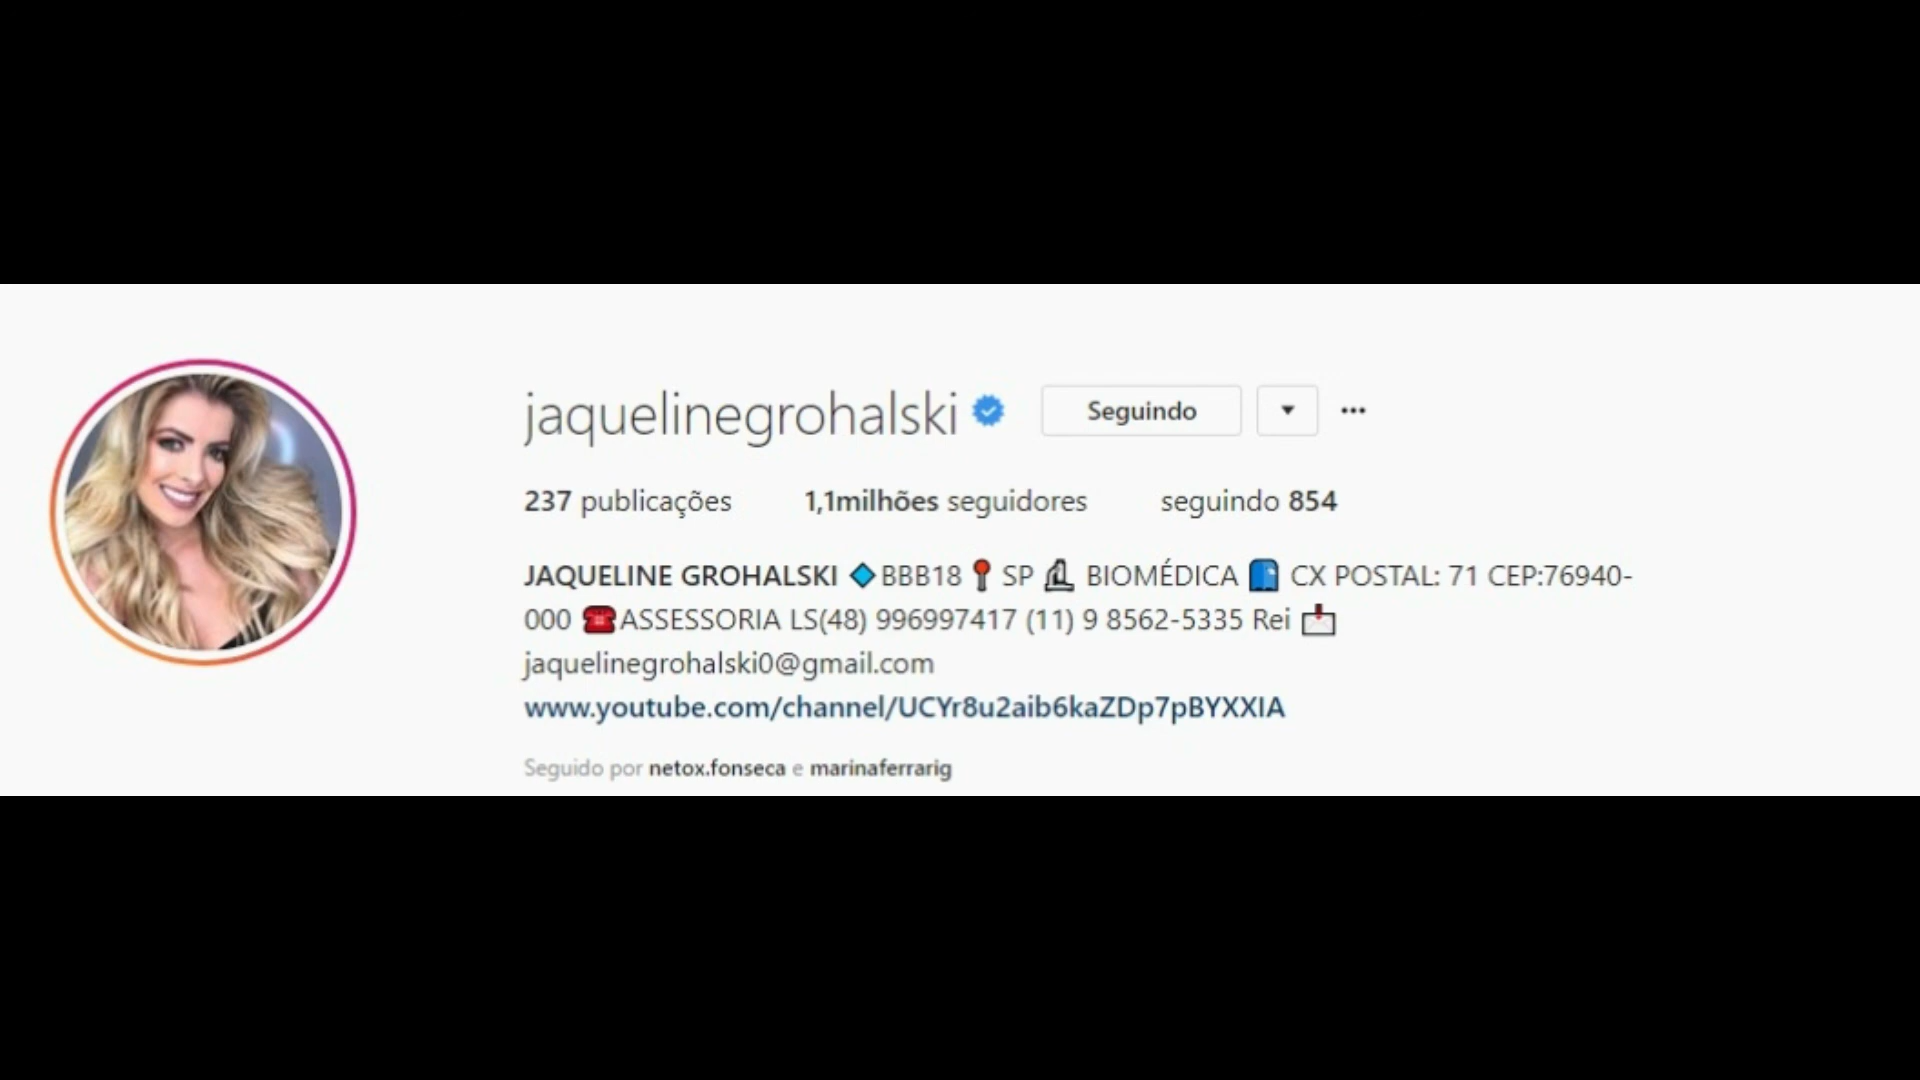 jaquelinegrohalski Seguindo ▼ •••
237 publicações 1,1milhões seguidores seguindo 854
JAQUELINE GROHALSKI 🔷BBB18📍SP 🔬 BIOMÉDICA 📘 CX POSTAL: 71 CEP:76940-
000 ☎️ASSESSORIA LS(48) 996997417 (11) 9 8562-5335 Rei 📩
jaquelinegrohalski0@gmail.com
www.youtube.com/channel/UCYr8u2aib6kaZDp7pBYXXIA
Seguido por netox.fonseca e marinaferrarig